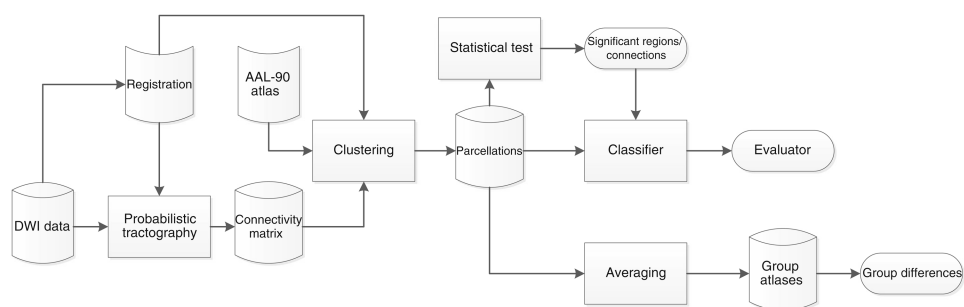 Registration
AAL-90
atlas
Statistical test
Significant regions/
connections
Clustering
Parcellations
Classifier
Evaluator
DWI data
Probabilistic
tractography
Connectivity
matrix
Averaging
Group
atlases
Group differences